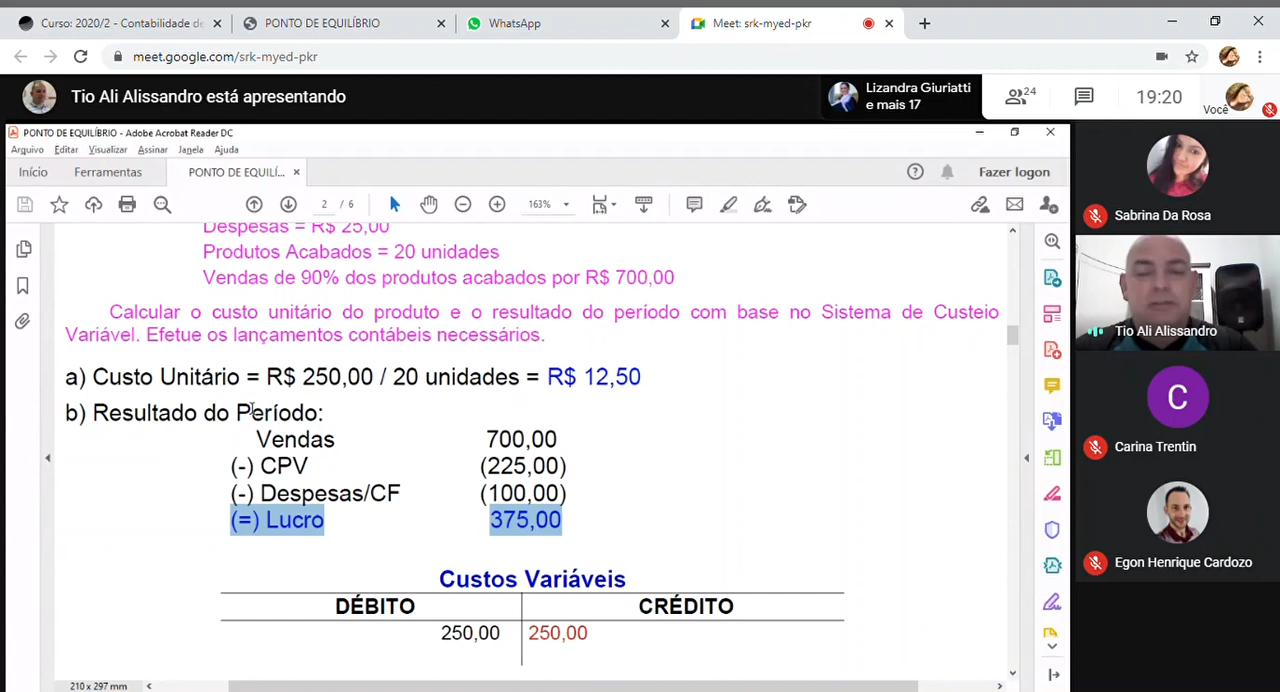 Curso: 2020/2 - Contabilidade de
PONTO DE EQUILÍBRIO
WhatsApp
Meet: srk-myed-pkr
meet.google.com/srk-myed-pkr
Tio Ali Alissandro está apresentando
Lizandra Giuriatti
e mais 17
24
19:20
Você
PONTO DE EQUILÍBRIO - Adobe Acrobat Reader DC
Arquivo Editar Visualizar Assinar Janela Ajuda
Início Ferramentas PONTO DE EQUILÍ... Fazer logon
2 / 6 163%
Despesas = R$ 25,00
Produtos Acabados = 20 unidades
Vendas de 90% dos produtos acabados por R$ 700,00
Calcular o custo unitário do produto e o resultado do período com base no Sistema de Custeio
Variável. Efetue os lançamentos contábeis necessários.
a) Custo Unitário = R$ 250,00 / 20 unidades = R$ 12,50
b) Resultado do Período:
Vendas 700,00
(-) CPV (225,00)
(-) Despesas/CF (100,00)
(=) Lucro 375,00
Custos Variáveis
DÉBITO CRÉDITO
250,00 250,00
210 x 297 mm
Sabrina Da Rosa
Tio Ali Alissandro
C
Carina Trentin
Egon Henrique Cardozo